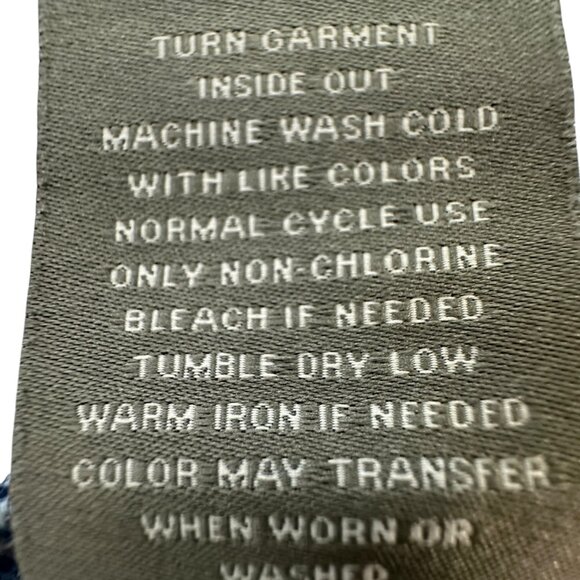 TURN GARMENT
INSIDE OUT
MACHINE WASH COLD
WITH LIKE COLORS
NORMAL CYCLE USE
ONLY NON-CHLORINE
BLEACH IF NEEDED
TUMBLE DRY LOW
WARM IRON IF NEEDED
COLOR MAY TRANSFER
WHEN WORN OR
WASHED